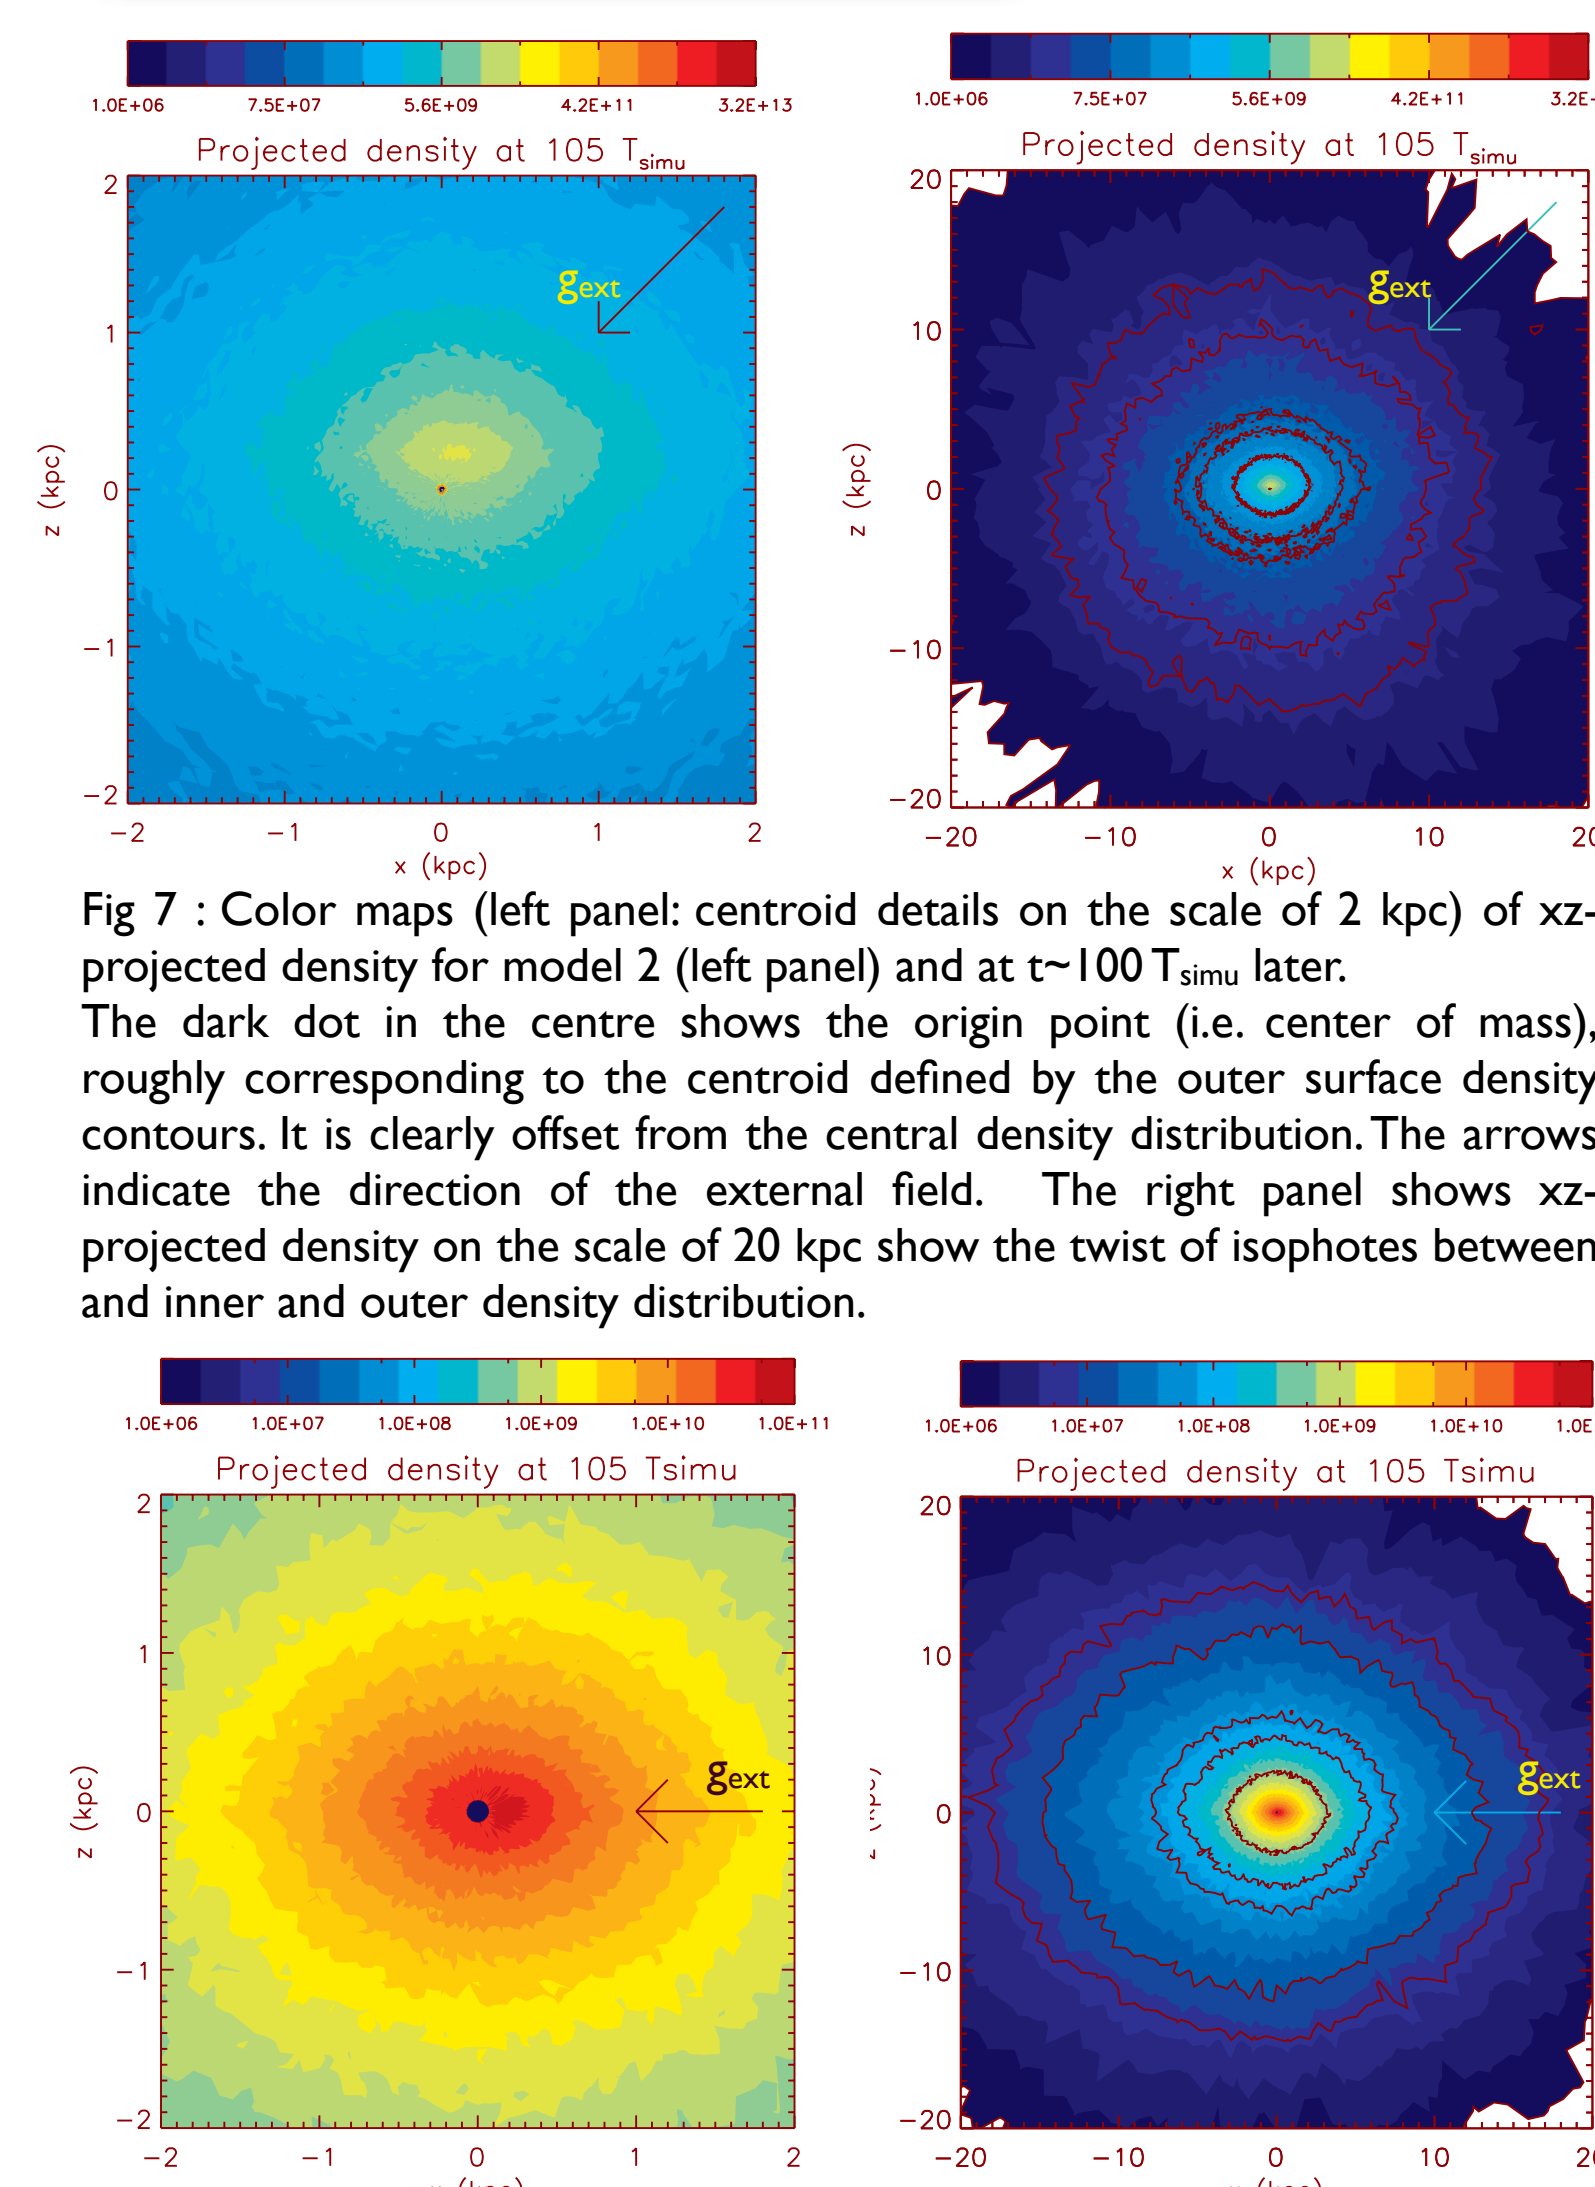 1.0E+06 7.5E+07 5.6E+09 4.2E+11 3.2E+13
Projected density at 105 Tsimu
gext
2
1
0
−1
−2
z (kpc)
−2 −1 0 1 2
x (kpc)
1.0E+06 7.5E+07 5.6E+09 4.2E+11 3.2E-
Projected density at 105 Tsimu
gext
20
10
0
−10
−20
z (kpc)
−20 −10 0 10 20
x (kpc)
Fig 7 : Color maps (left panel: centroid details on the scale of 2 kpc) of xz-
projected density for model 2 (left panel) and at t~100 Tsimu later.
The dark dot in the centre shows the origin point (i.e. center of mass),
roughly corresponding to the centroid defined by the outer surface density
contours. It is clearly offset from the central density distribution. The arrows
indicate the direction of the external field. The right panel shows xz-
projected density on the scale of 20 kpc show the twist of isophotes between
and inner and outer density distribution.
1.0E+06 1.0E+07 1.0E+08 1.0E+09 1.0E+10 1.0E+11
Projected density at 105 Tsimu
gext
2
1
0
−1
−2
z (kpc)
−2 −1 0 1 2
1.0E+06 1.0E+07 1.0E+08 1.0E+09 1.0E+10 1.0E
Projected density at 105 Tsimu
gext
20
10
0
−10
−20
−20 −10 0 10 20